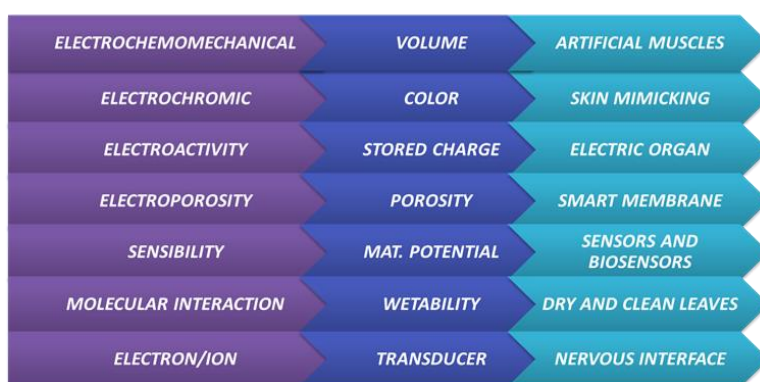 ELECTROCHEMOMECHANICAL VOLUME ARTIFICIAL MUSCLES
ELECTROCHROMIC COLOR SKIN MIMICKING
ELECTROACTIVITY STORED CHARGE ELECTRIC ORGAN
ELECTROPOROSITY POROSITY SMART MEMBRANE
SENSIBILITY MAT. POTENTIAL SENSORS AND
BIOSENSORS
MOLECULAR INTERACTION WETABILITY DRY AND CLEAN LEAVES
ELECTRON/ION TRANSDUCER NERVOUS INTERFACE